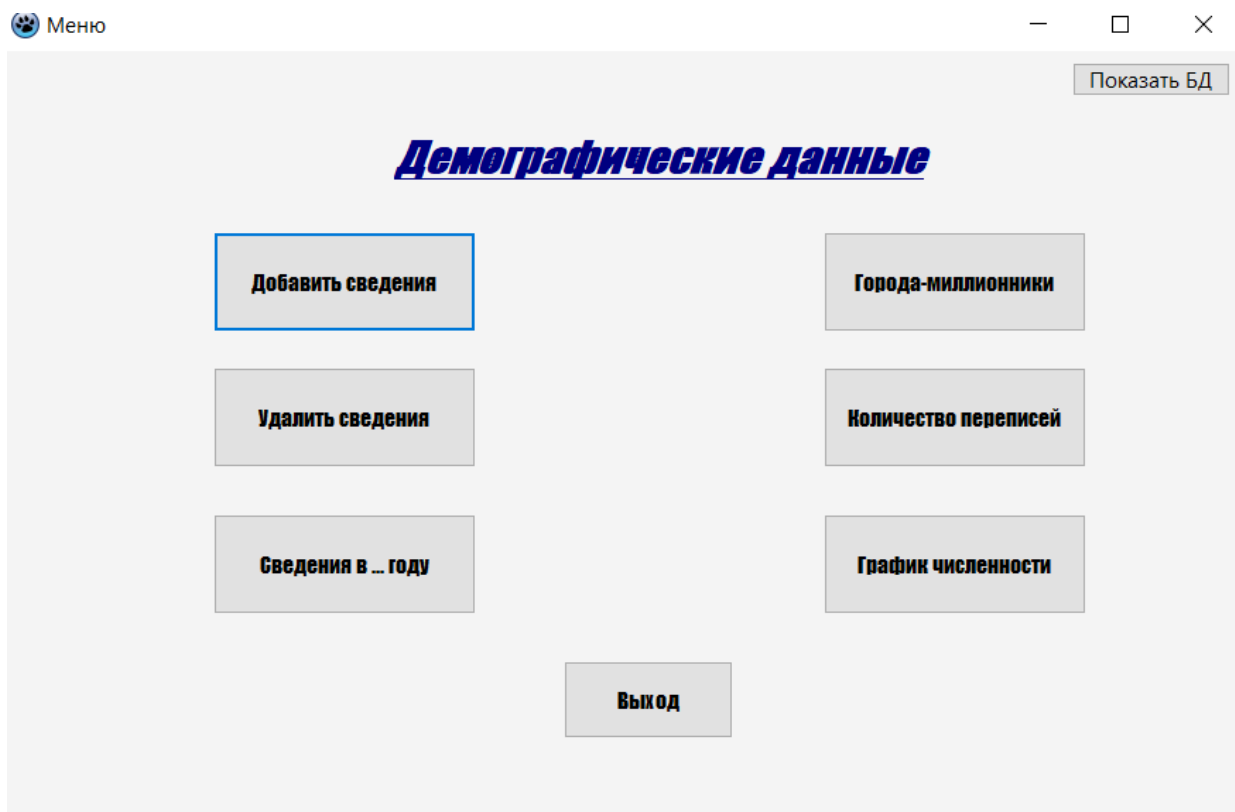 Меню
Показать БД
Демографические данные
Добавить сведения
Города-миллионники
Удалить сведения
Количество переписей
Сведения в ... году
График численности
Выход